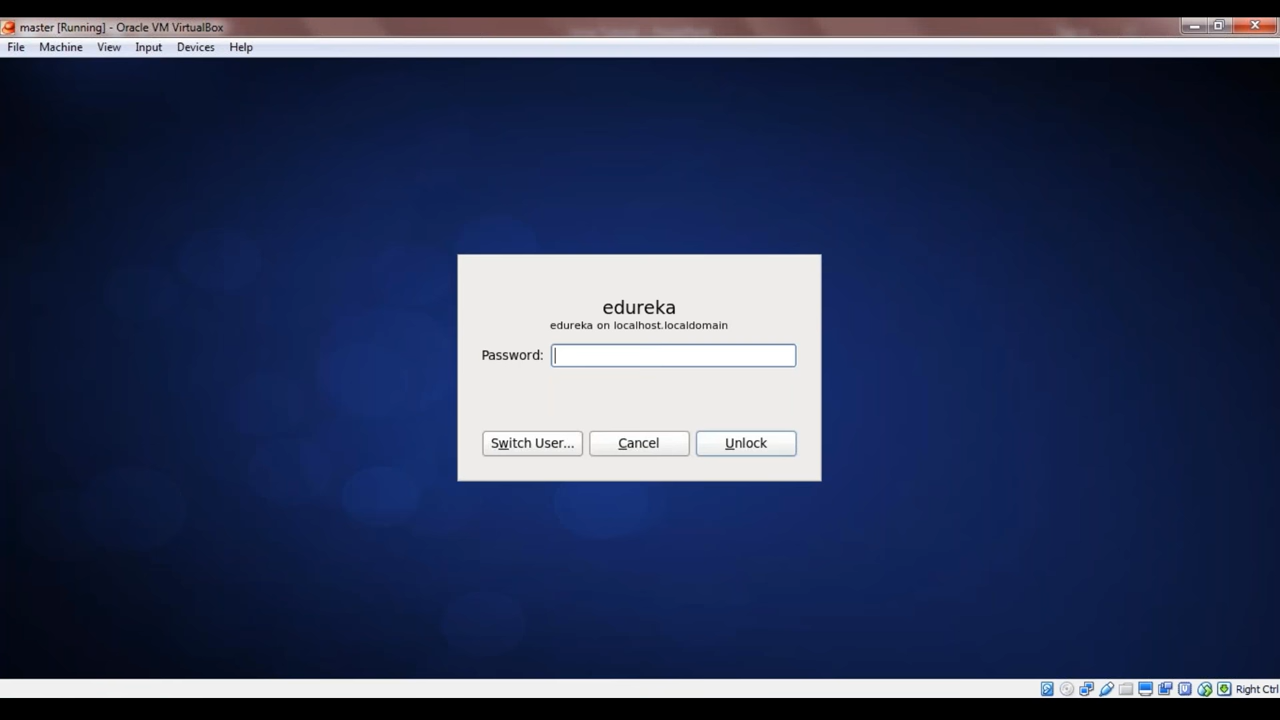 master [Running] - Oracle VM VirtualBox
File Machine View Input Devices Help
edureka
edureka on localhost.localdomain
Password:
Switch User... Cancel Unlock
Right Ctrl